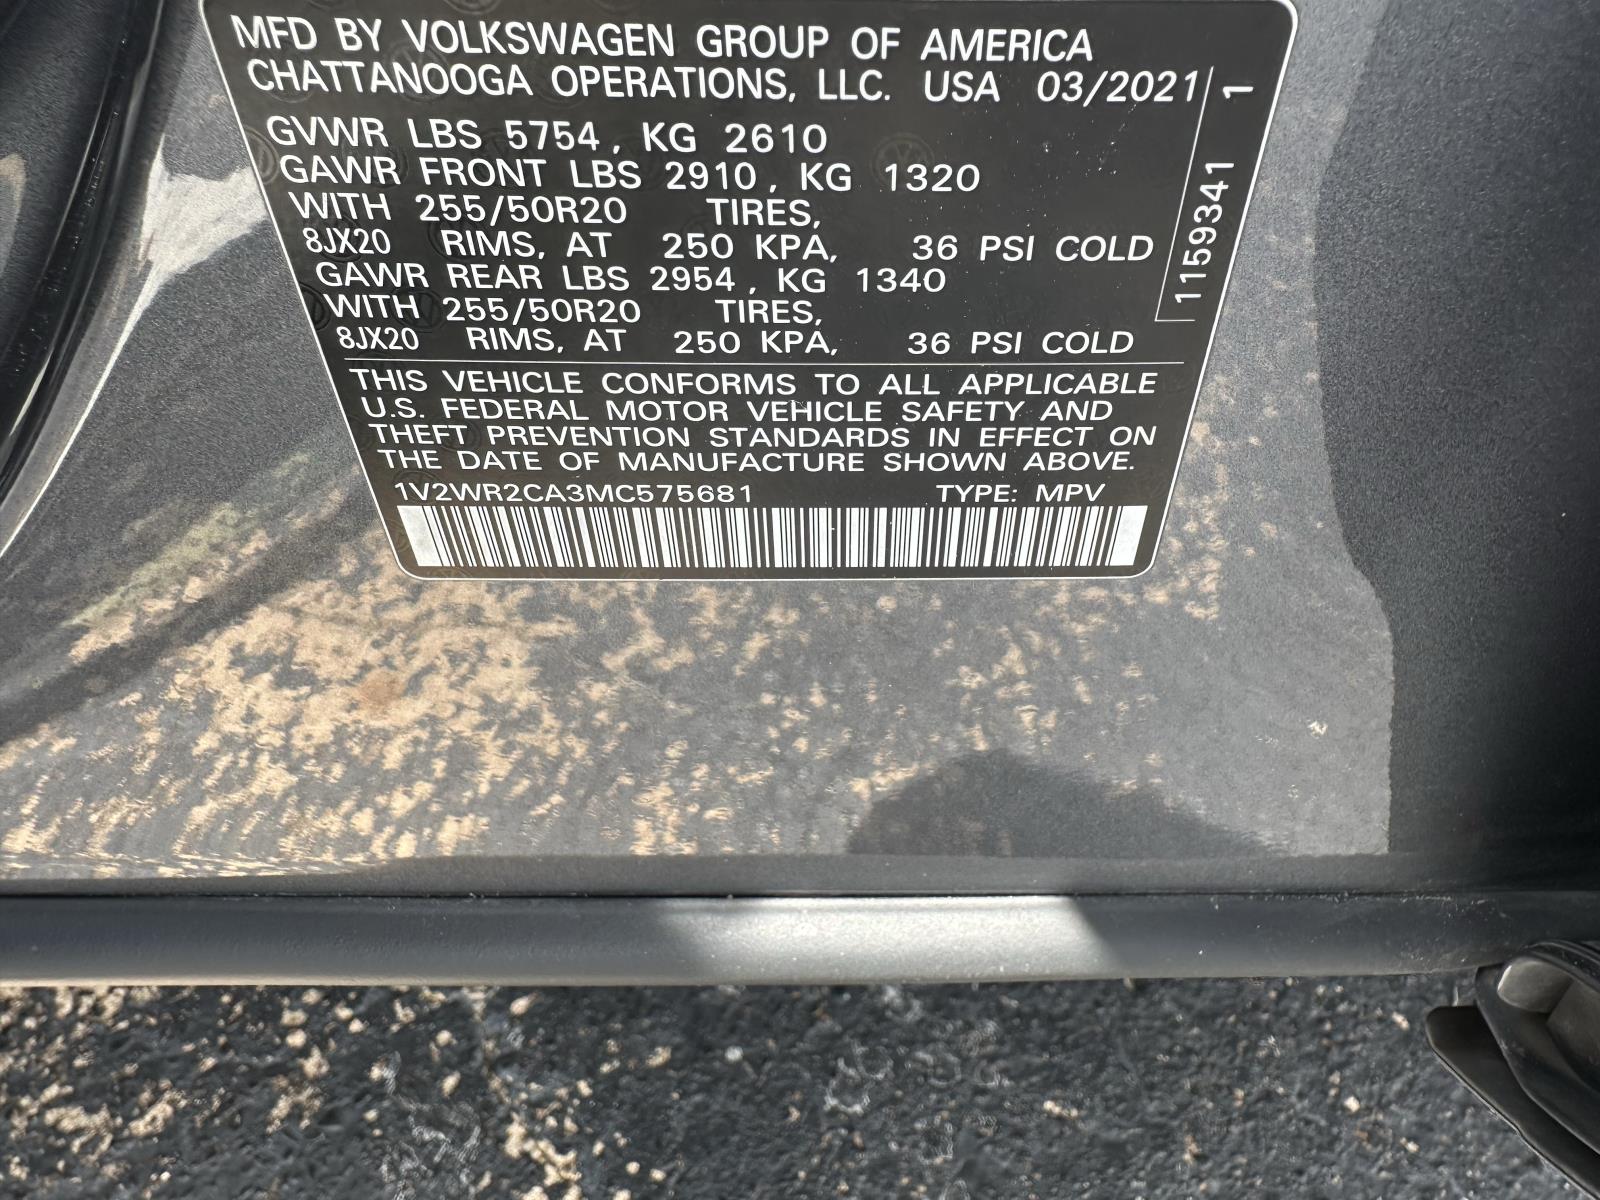 MFD BY VOLKSWAGEN GROUP OF AMERICA
CHATTANOOGA OPERATIONS, LLC. USA 03/2021
GVWR LBS 5754, KG 2610
GAWR FRONT LBS 2910, KG 1320
WITH 255/50R20 TIRES,
8JX20 RIMS, AT 250 KPA, 36 PSI COLD
GAWR REAR LBS 2954, KG 1340
WITH 255/50R20 TIRES,
8JX20 RIMS, AT 250 KPA, 36 PSI COLD
THIS VEHICLE CONFORMS TO ALL APPLICABLE
U.S. FEDERAL MOTOR VEHICLE SAFETY AND
THEFT PREVENTION STANDARDS IN EFFECT ON
THE DATE OF MANUFACTURE SHOWN ABOVE.
1V2WR2CA3MC575681 TYPE: MPV
1159341 1